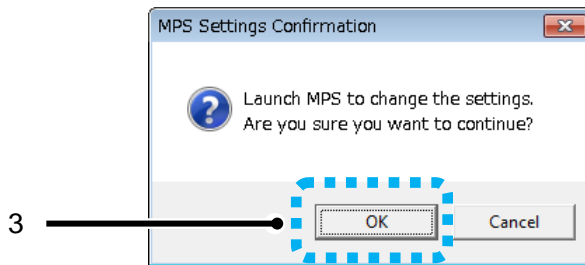 MPS Settings Confirmation
Launch MPS to change the settings.
Are you sure you want to continue?
3
OK
Cancel